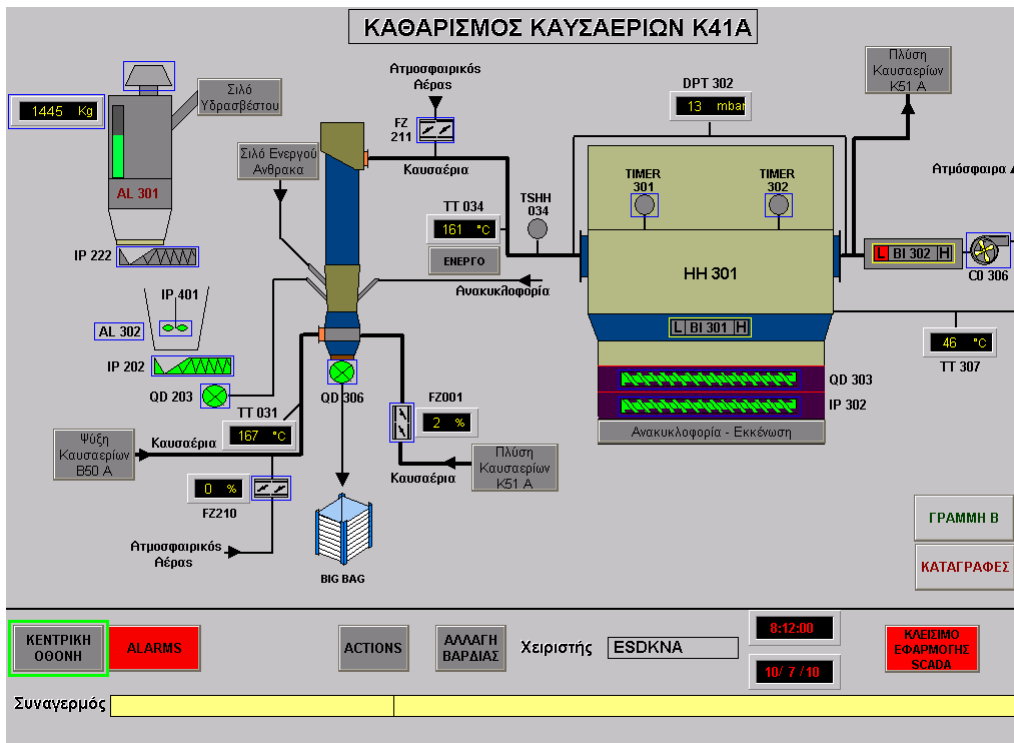 ΚΑΘΑΡΙΣΜΟΣ ΚΑΥΣΑΕΡΙΩΝ Κ41Α
1445 Kg
Σιλό
Υδρασβέστου
AL 301
IP 222
IP 401
AL 302
IP 202
QD 203
Σιλό Ενεργού
Ανθρακα
Ατμοσφαιρικός
Αέρας
FZ
211
Καυσαέρια
TT 034
161 °C
ΕΝΕΡΓΟ
TSHH
034
Ανακυκλοφορία
DPT 302
13 mbar
Πλύση
Καυσαερίων
Κ51 Α
Ατμόσφαιρα
TIMER
301
TIMER
302
HH 301
L BI 301 H
L BI 302 H
C0 306
46 °C
TT 307
QD 303
IP 302
Ανακυκλοφορία - Εκκένωση
QD 306
TT 031
167 °C
FZ001
2 %
Ψύξη
Καυσαερίων
Β50 Α
Καυσαέρια
Πλύση
Καυσαερίων
Κ51 Α
Καυσαέρια
0 %
FZ210
Ατμοσφαιρικός
Αέρας
BIG BAG
ΓΡΑΜΜΗ Β
ΚΑΤΑΓΡΑΦΕΣ
ΚΕΝΤΡΙΚΗ
ΟΘΟΝΗ
ALARMS
ACTIONS
ΑΛΛΑΓΗ
ΒΑΡΔΙΑΣ
Χειριστής
ESDKNA
8:12:00
10/ 7 /10
ΚΛΕΙΣΙΜΟ
ΕΦΑΡΜΟΓΗΣ
SCADA
Συναγερμός